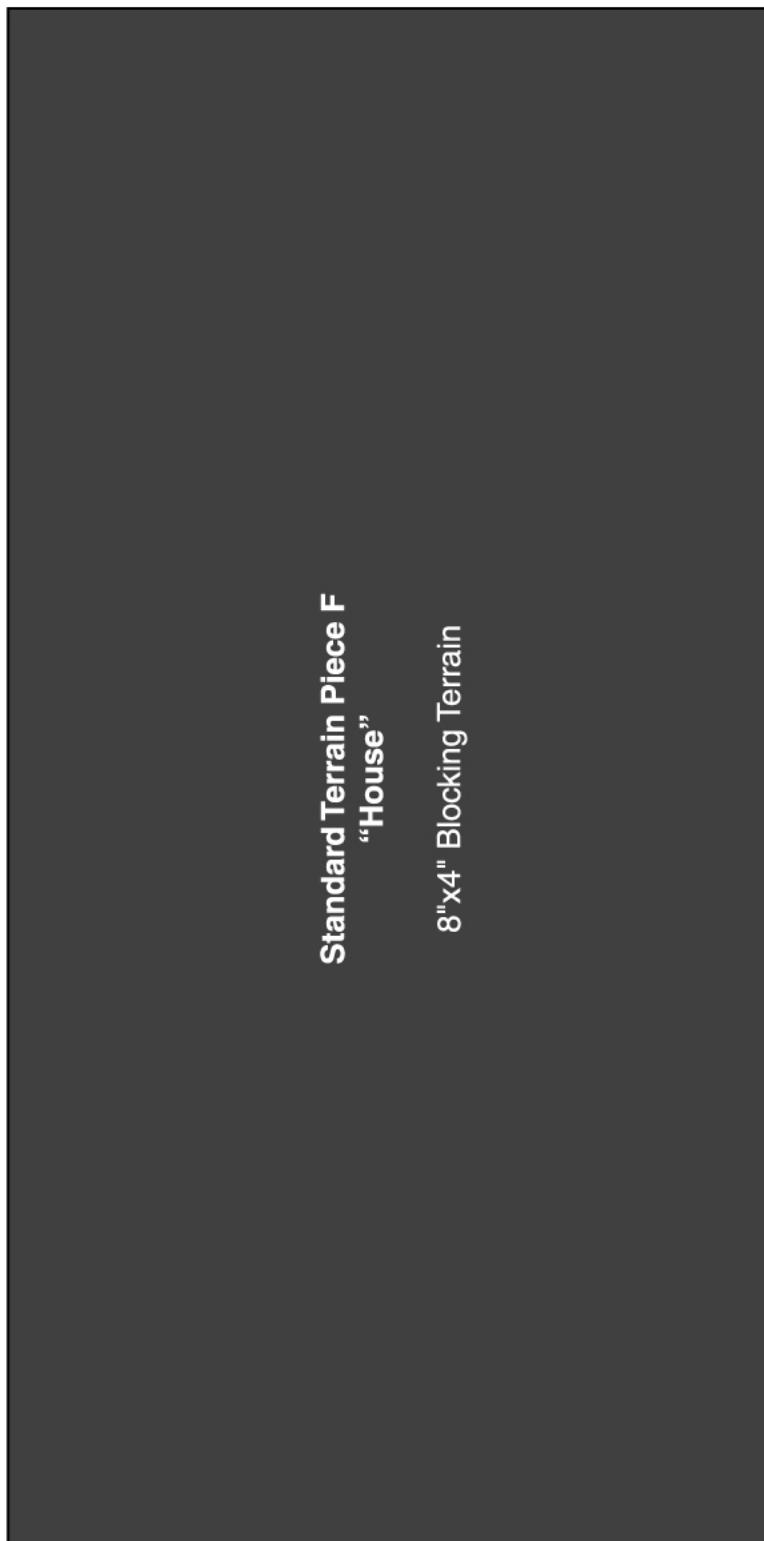 Standard Terrain Piece F
“House”
8"x4" Blocking Terrain